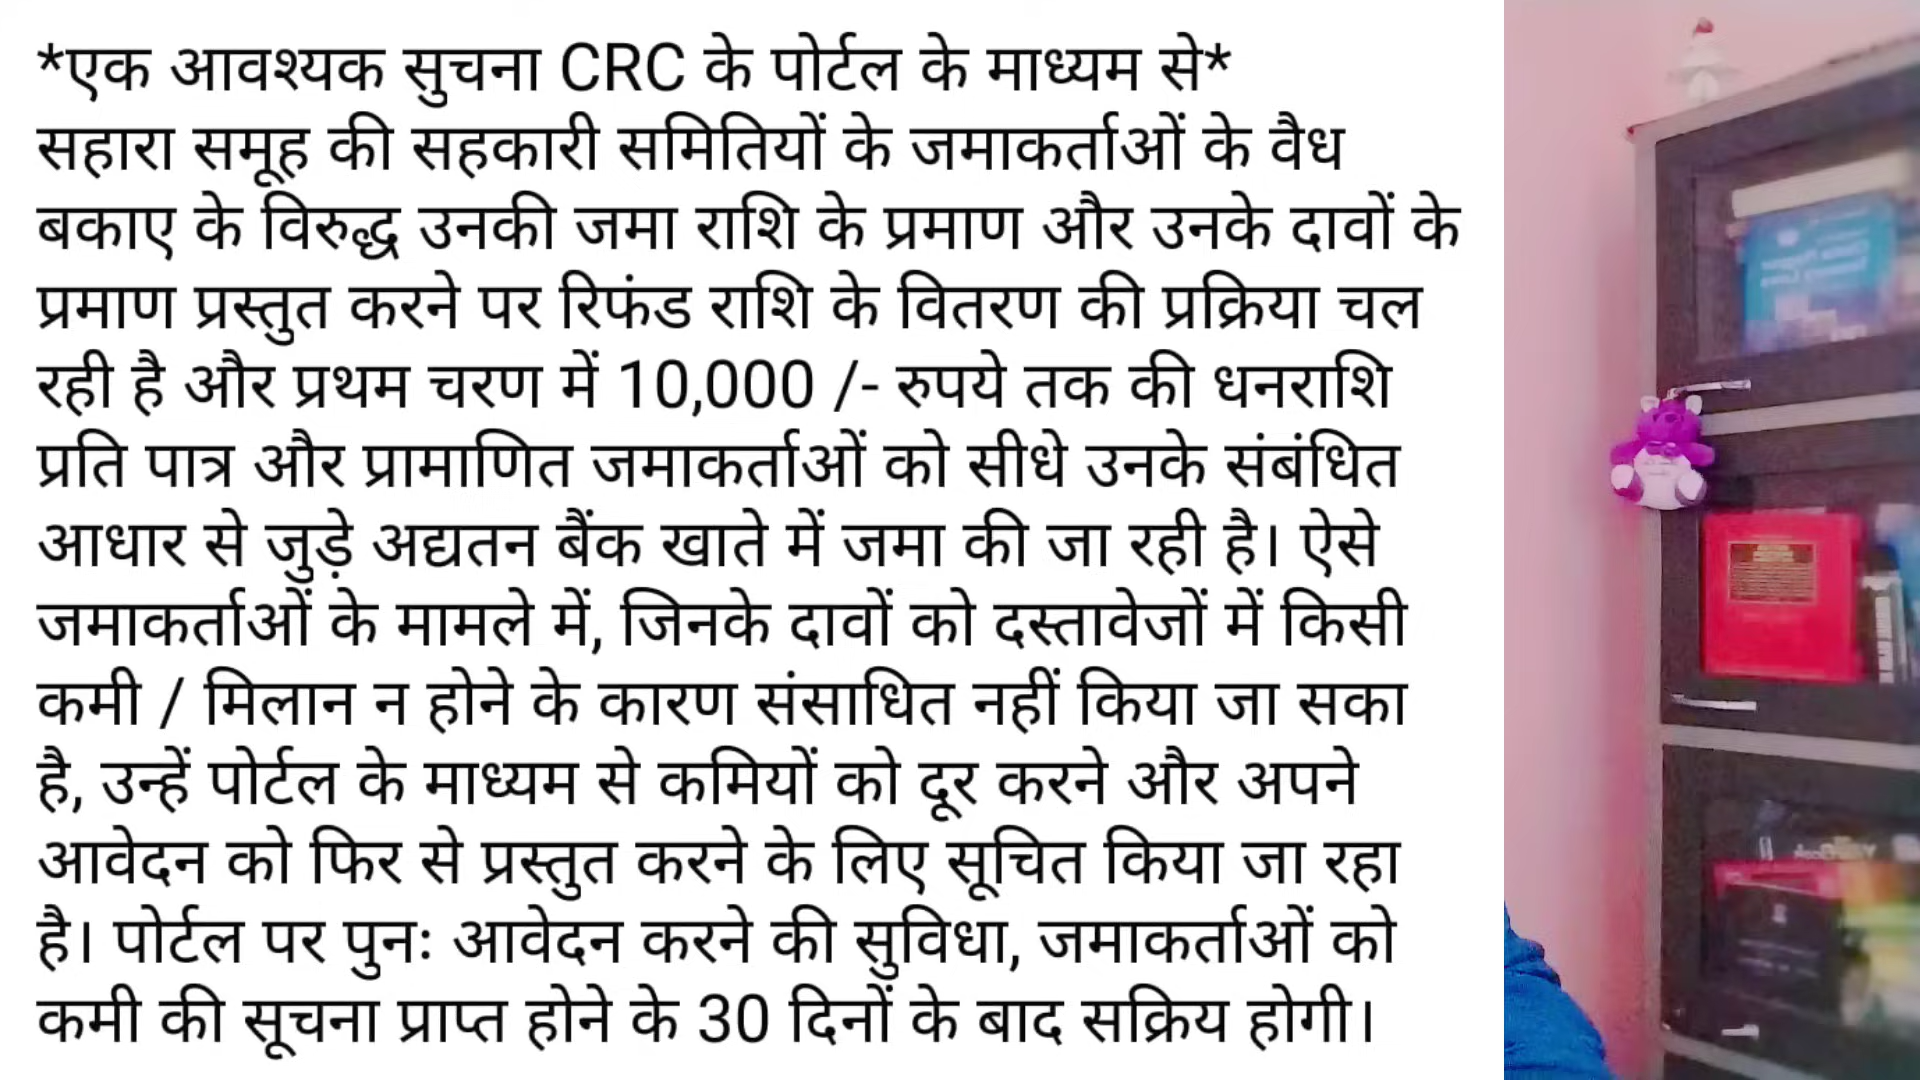 *एक आवश्यक सुचना CRC के पोर्टल के माध्यम से*
सहारा समूह की सहकारी समितियों के जमाकर्ताओं के वैध
बकाए के विरुद्ध उनकी जमा राशि के प्रमाण और उनके दावों के
प्रमाण प्रस्तुत करने पर रिफंड राशि के वितरण की प्रक्रिया चल
रही है और प्रथम चरण में 10,000 /- रुपये तक की धनराशि
प्रति पात्र और प्रामाणित जमाकर्ताओं को सीधे उनके संबंधित
आधार से जुड़े अद्यतन बैंक खाते में जमा की जा रही है। ऐसे
जमाकर्ताओं के मामले में, जिनके दावों को दस्तावेजों में किसी
कमी / मिलान न होने के कारण संसाधित नहीं किया जा सका
है, उन्हें पोर्टल के माध्यम से कमियों को दूर करने और अपने
आवेदन को फिर से प्रस्तुत करने के लिए सूचित किया जा रहा
है। पोर्टल पर पुनः आवेदन करने की सुविधा, जमाकर्ताओं को
कमी की सूचना प्राप्त होने के 30 दिनों के बाद सक्रिय होगी।